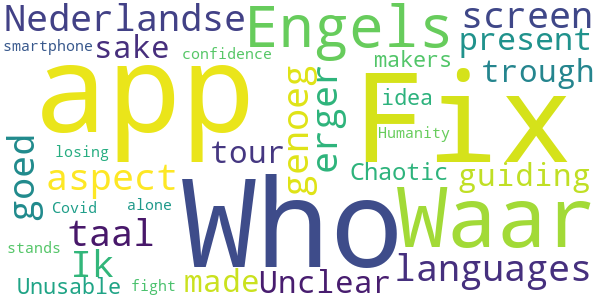 Nederlandse Engels screen
smartphone sake confidence makers present
app genoeg erger Fix trough
goed losing tour idea Humanity
aspect Who Chaotic guiding
Covid alone Waar
taal Ik languages
stands Unusable fight made Unclear